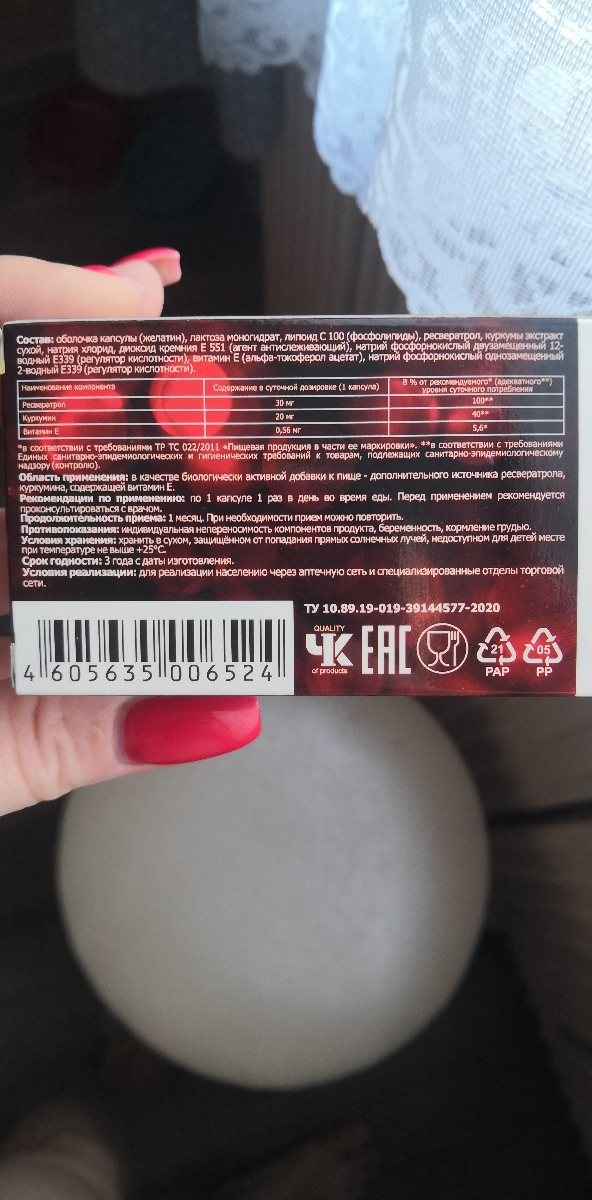 Состав: оболочка капсулы (желатин), лактоза моногидрат, липоид С 100 (фосфолипиды), ресвератрол, куркумы экстракт
сухой, натрия хлорид, диоксид кремния Е 551 (агент антислеживающий), натрий фосфорнокислый двузамещенный 12-
водный Е339 (регулятор кислотности), витамин Е (альфа-токоферол ацетат), натрий фосфорнокислый однозамещенный
2-водный Е339 (регулятор кислотности).
Наименование компонента Содержание в суточной дозировке (1 капсула) В % от рекомендуемого* (адекватного**)
уровня суточного потребления
Ресвератрол 30 мг 100**
Куркумин 20 мг 40**
Витамин Е 0,56 мг 5,6*
*в соответствии с требованиями ТР ТС 022/2011 «Пищевая продукция в части ее маркировки». **в соответствии с требованиями
Единых санитарно-эпидемиологических и гигиенических требований к товарам, подлежащих санитарно-эпидемиологическому
надзору (контролю).
Область применения: в качестве биологически активной добавки к пище - дополнительного источника ресвератрола,
куркумина, содержащей витамин Е.
Рекомендации по применению: по 1 капсуле 1 раз в день во время еды. Перед применением рекомендуется
проконсультироваться с врачом.
Продолжительность приема: 1 месяц. При необходимости прием можно повторить.
Противопоказания: индивидуальная непереносимость компонентов продукта, беременность, кормление грудью.
Условия хранения: хранить в сухом, защищённом от попадания прямых солнечных лучей, недоступном для детей месте
при температуре не выше +25°С.
Срок годности: 3 года с даты изготовления.
Условия реализации: для реализации населению через аптечную сеть и специализированные отделы торговой
сети.
ТУ 10.89.19-019-39144577-2020
QUALITY
ЧК
of products
EAC
21
PAP
05
PP
4 605635 006524